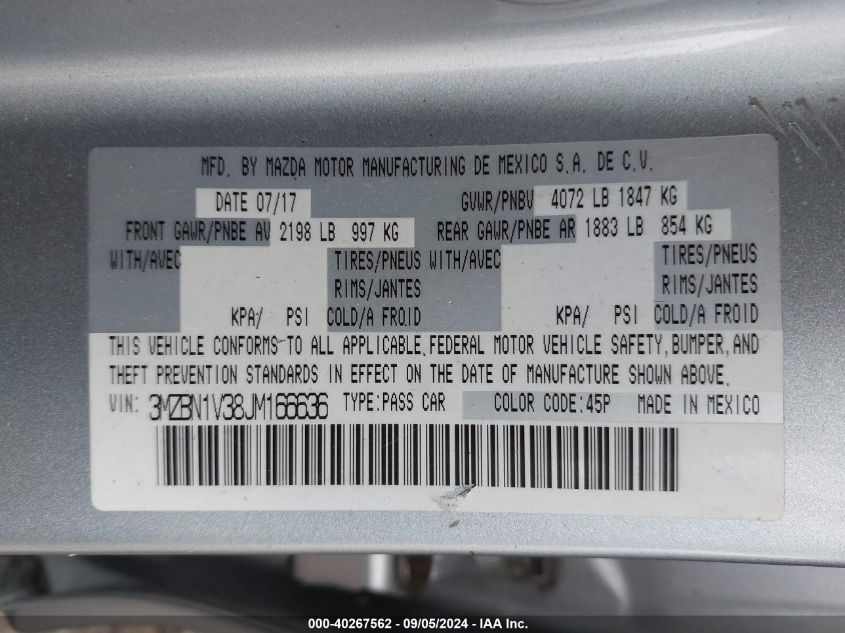 MFD. BY MAZDA MOTOR MANUFACTURING DE MEXICO S.A. DE C.V.
DATE 07/17 GVWR/PNBV 4072 LB 1847 KG
FRONT GAWR/PNBE AV 2198 LB 997 KG REAR GAWR/PNBE AR 1883 LB 854 KG
WITH/AVEC TIRES/PNEUS WITH/AVEC TIRES/PNEUS
RIMS/JANTES RIMS/JANTES
KPA/ PSI COLD/A FROID KPA/ PSI COLD/A FROID
THIS VEHICLE CONFORMS TO ALL APPLICABLE FEDERAL MOTOR VEHICLE SAFETY, BUMPER, AND
THEFT PREVENTION STANDARDS IN EFFECT ON THE DATE OF MANUFACTURE SHOWN ABOVE.
VIN: 3MZBN1V38JM166636 TYPE:PASS CAR COLOR CODE:45P MADE IN MEXICO
000-40267562 - 09/05/2024 - IAA Inc.